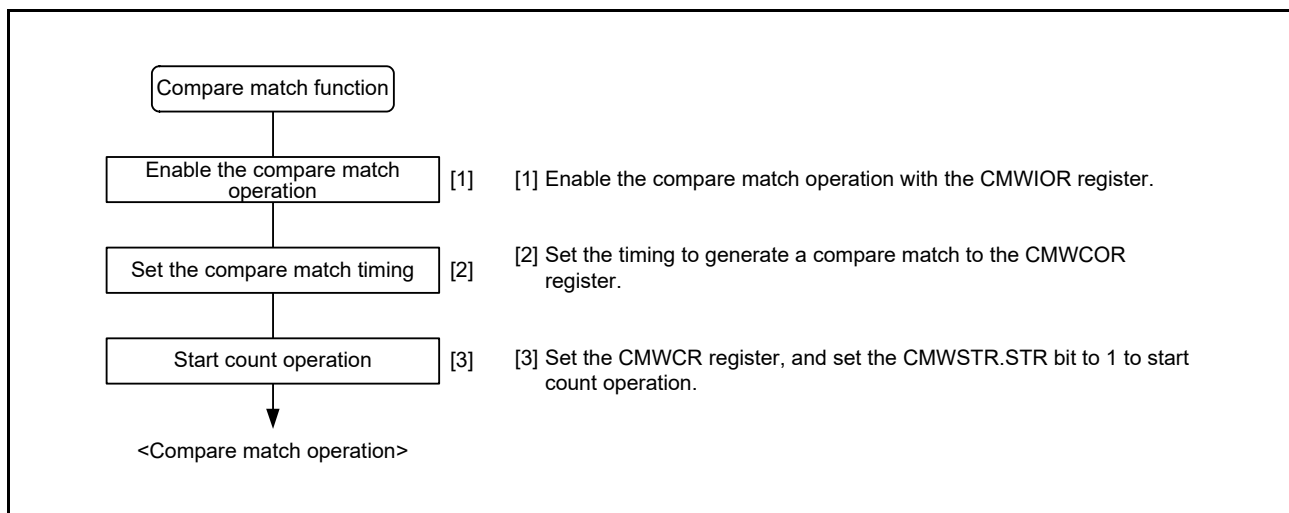 Compare match function
Enable the compare match
operation
[1]
[1] Enable the compare match operation with the CMWIOR register.
Set the compare match timing
[2]
[2] Set the timing to generate a compare match to the CMWCOR
register.
Start count operation
[3]
[3] Set the CMWCR register, and set the CMWSTR.STR bit to 1 to start
count operation.
<Compare match operation>